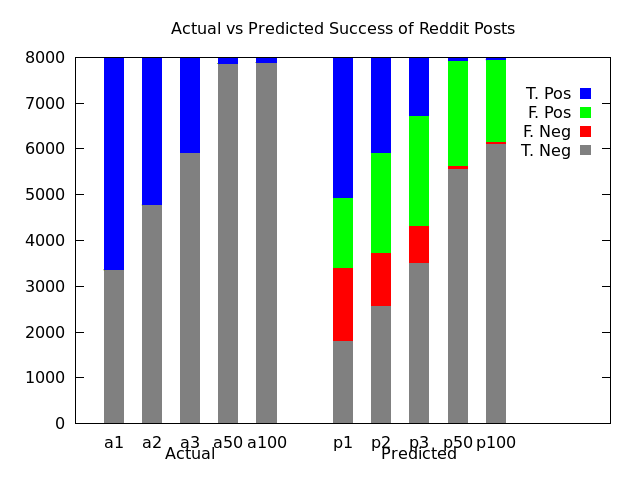 Actual vs Predicted Success of Reddit Posts
8000
7000
6000
5000
4000
3000
2000
1000
0
T. Pos
F. Pos
F. Neg
T. Neg
a1 a2 a3 a50 a100 p1 p2 p3 p50 p100
Actual Predicted